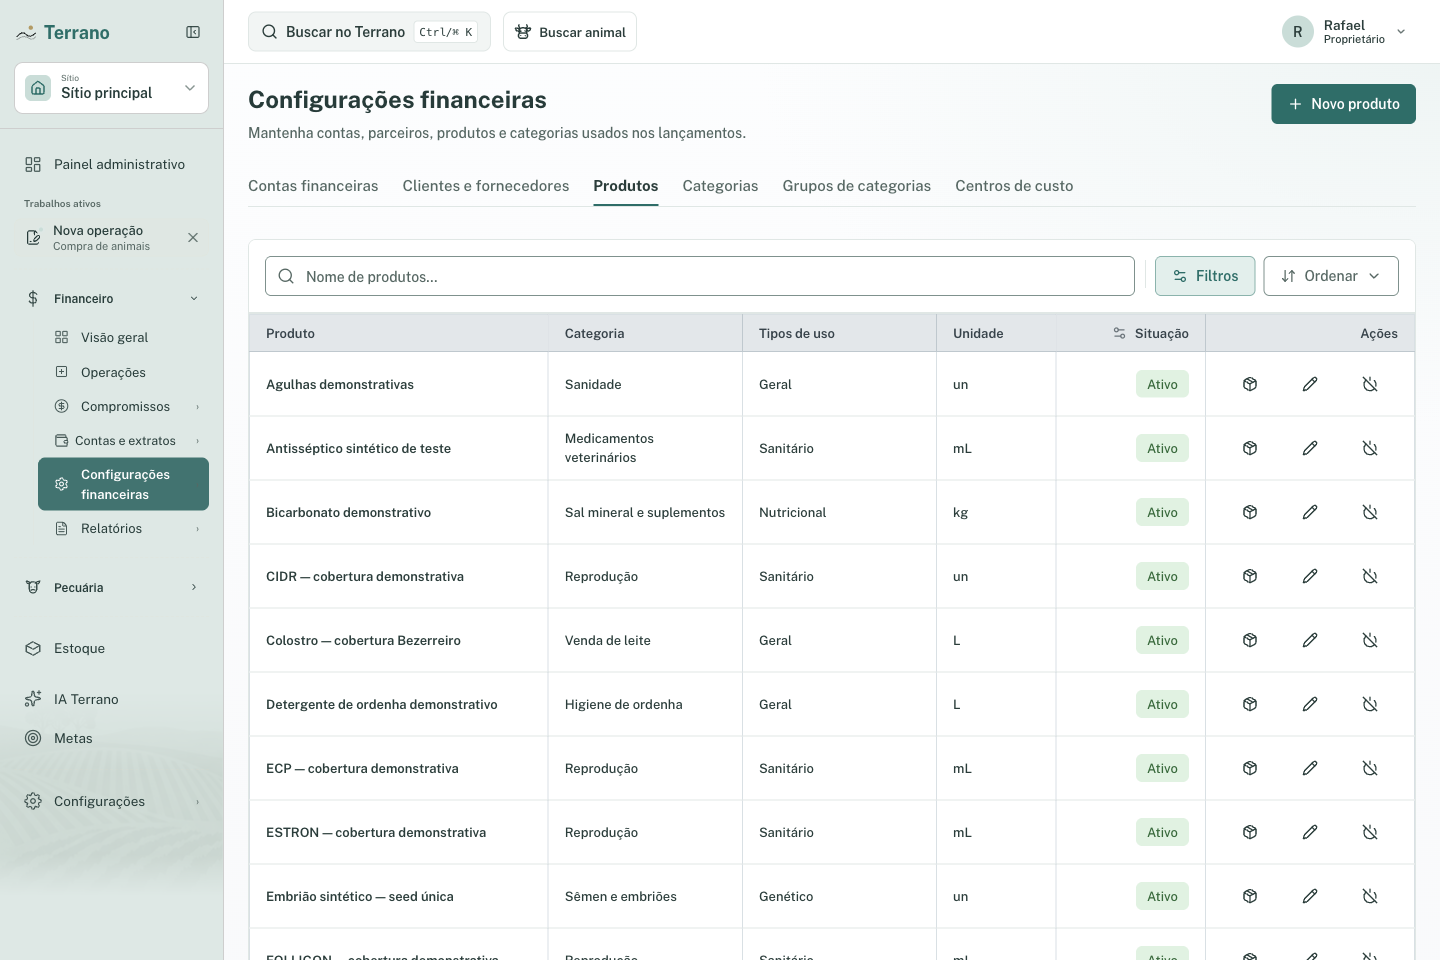 Terrano
Buscar no Terrano
Ctrl/⌘ K
Buscar animal
R
Rafael
Proprietário
Sítio
Sítio principal
Painel administrativo
Trabalhos ativos
Nova operação
Compra de animais
Financeiro
Visão geral
Operações
Compromissos
Contas e extratos
Configurações
financeiras
Relatórios
Pecuária
Estoque
IA Terrano
Metas
Configurações
Configurações financeiras
Mantenha contas, parceiros, produtos e categorias usados nos lançamentos.
Novo produto
Contas financeiras Clientes e fornecedores Produtos Categorias Grupos de categorias Centros de custo
Nome de produtos...
Filtros
Ordenar
Produto Categoria Tipos de uso Unidade Situação Ações
Agulhas demonstrativas Sanidade Geral un Ativo
Antisséptico sintético de teste Medicamentos
veterinários Sanitário mL Ativo
Bicarbonato demonstrativo Sal mineral e suplementos Nutricional kg Ativo
CIDR — cobertura demonstrativa Reprodução Sanitário un Ativo
Colostro — cobertura Bezerreiro Venda de leite Geral L Ativo
Detergente de ordenha demonstrativo Higiene de ordenha Geral L Ativo
ECP — cobertura demonstrativa Reprodução Sanitário mL Ativo
ESTRON — cobertura demonstrativa Reprodução Sanitário mL Ativo
Embrião sintético — seed única Sêmen e embriões Genético un Ativo
FOLLIGON — cobertura demonstrativa Reprodução Sanitário mL Ativo